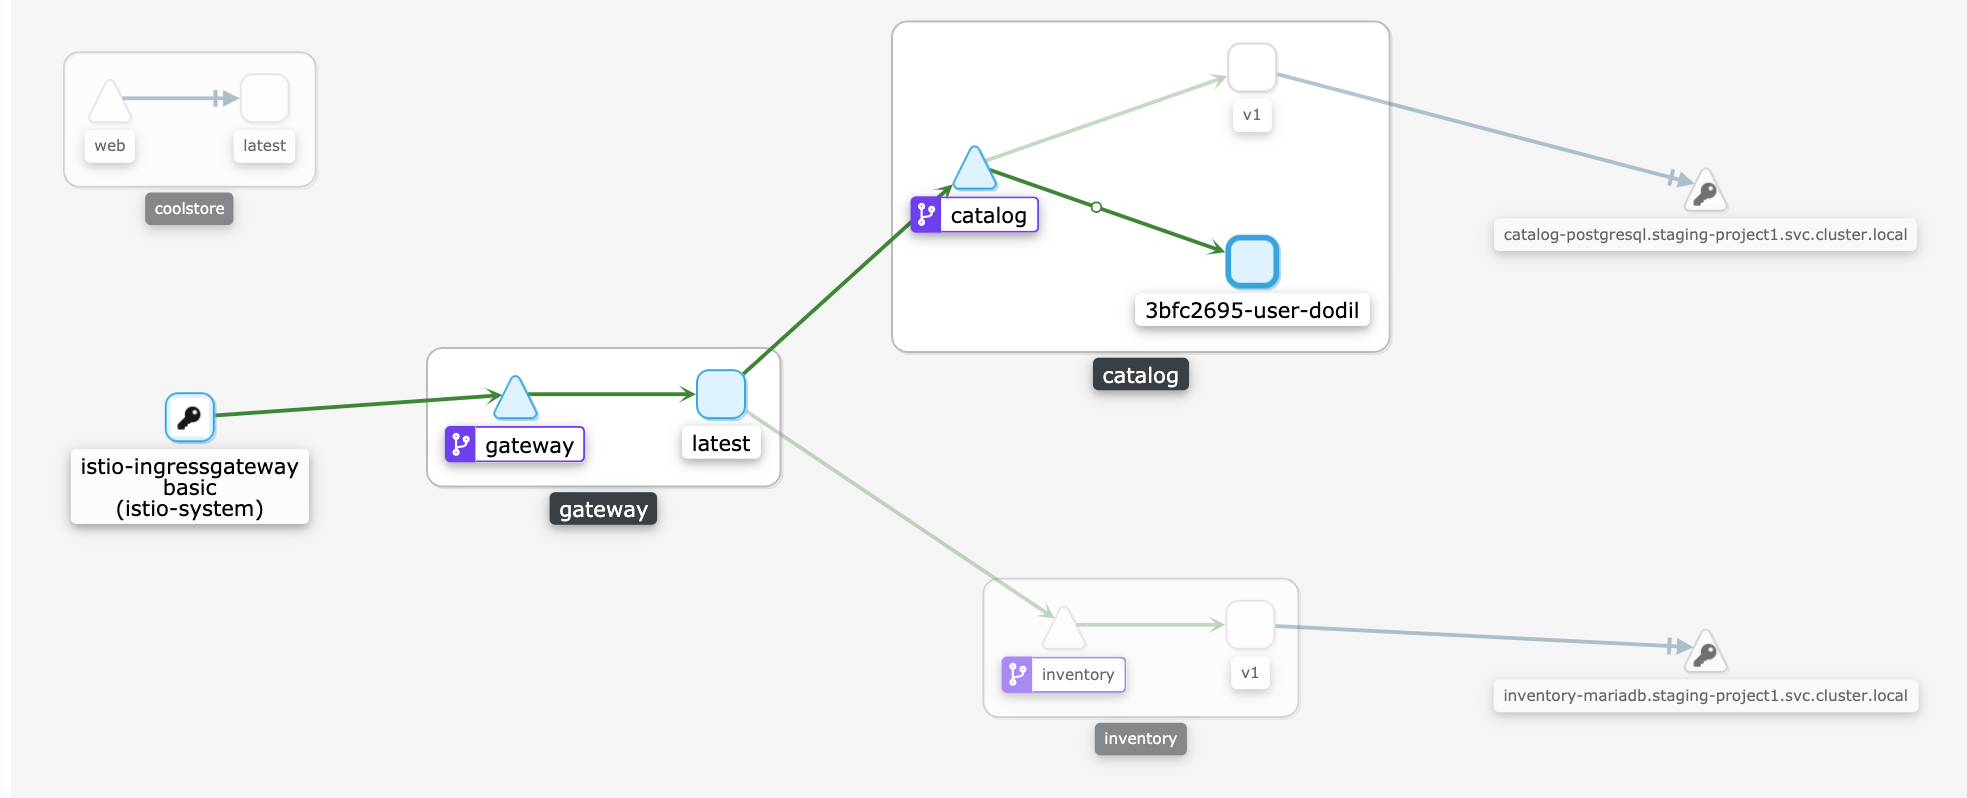 web
latest
coolstore
v1
catalog
3bfc2695-user-dodil
catalog
catalog-postgresql.staging-project1.svc.cluster.local
istio-ingressgateway
basic
(istio-system)
gateway
latest
gateway
inventory
v1
inventory
inventory-mariadb.staging-project1.svc.cluster.local